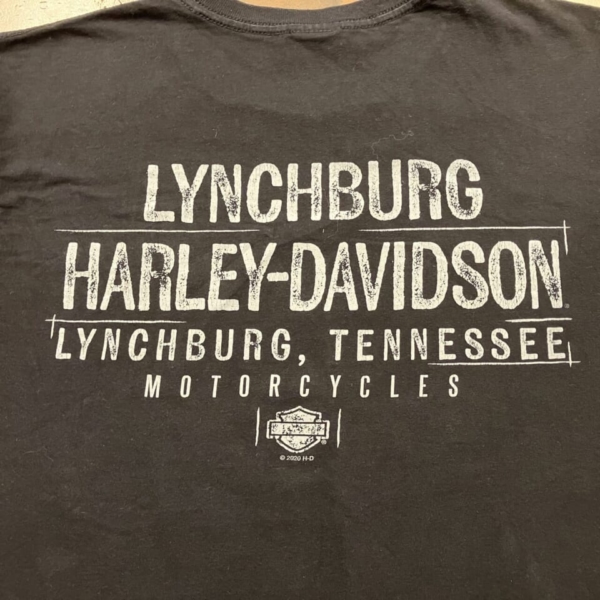 LYNCHBURG
HARLEY-DAVIDSON
LYNCHBURG, TENNESSEE
MOTORCYCLES
® 
© 2020 H-D